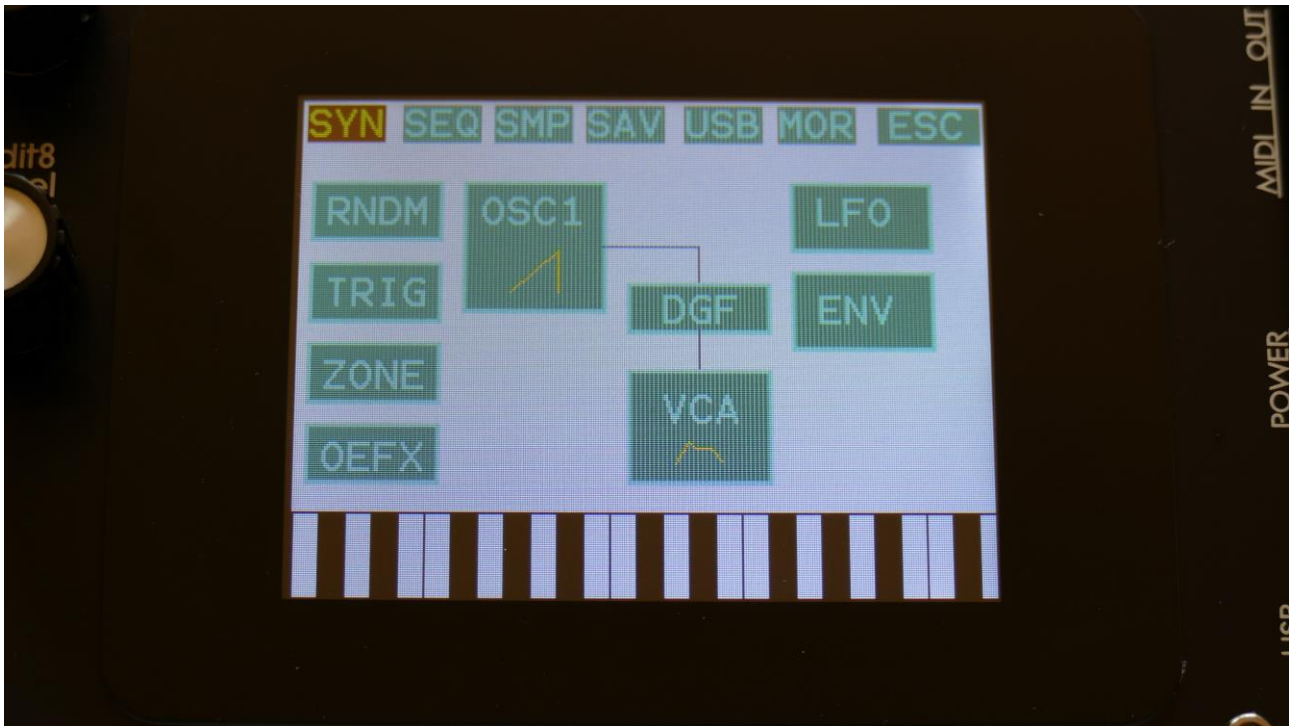 SYN SEQ SMP SAV USB MOR ESC
RNDM OSC1 LFO
TRIG DGF ENV
ZONE VCA
OEFX
MIDI IN OUT
POWER
USB